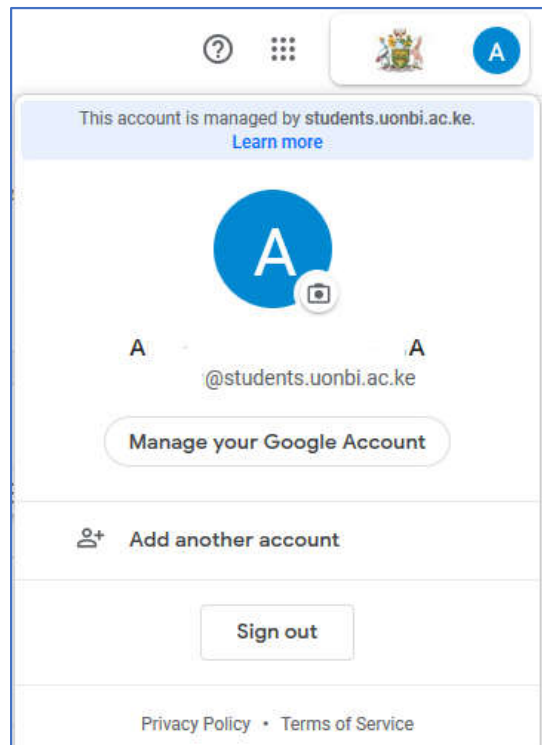 A
This account is managed by students.uonbi.ac.ke.
Learn more
A
A A
@students.uonbi.ac.ke
Manage your Google Account
Add another account
Sign out
Privacy Policy • Terms of Service